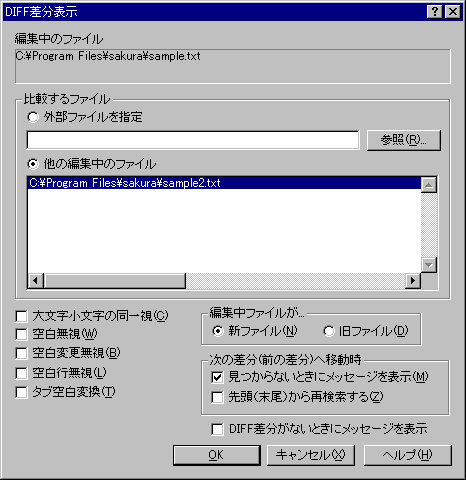 DIFF差分表示
編集中のファイル
C:¥Program Files¥sakura¥sample.txt
比較するファイル
外部ファイルを指定
参照(R)...
他の編集中のファイル
C:¥Program Files¥sakura¥sample2.txt
大文字小文字の同一視(C)
空白無視(W)
空白変更無視(B)
空白行無視(L)
タブ空白変換(T)
編集中ファイルが...
新ファイル(N) 旧ファイル(D)
次の差分(前の差分)へ移動時
見つからないときにメッセージを表示(M)
先頭(末尾)から再検索する(Z)
DIFF差分がないときにメッセージを表示
OK キャンセル(X) ヘルプ(H)